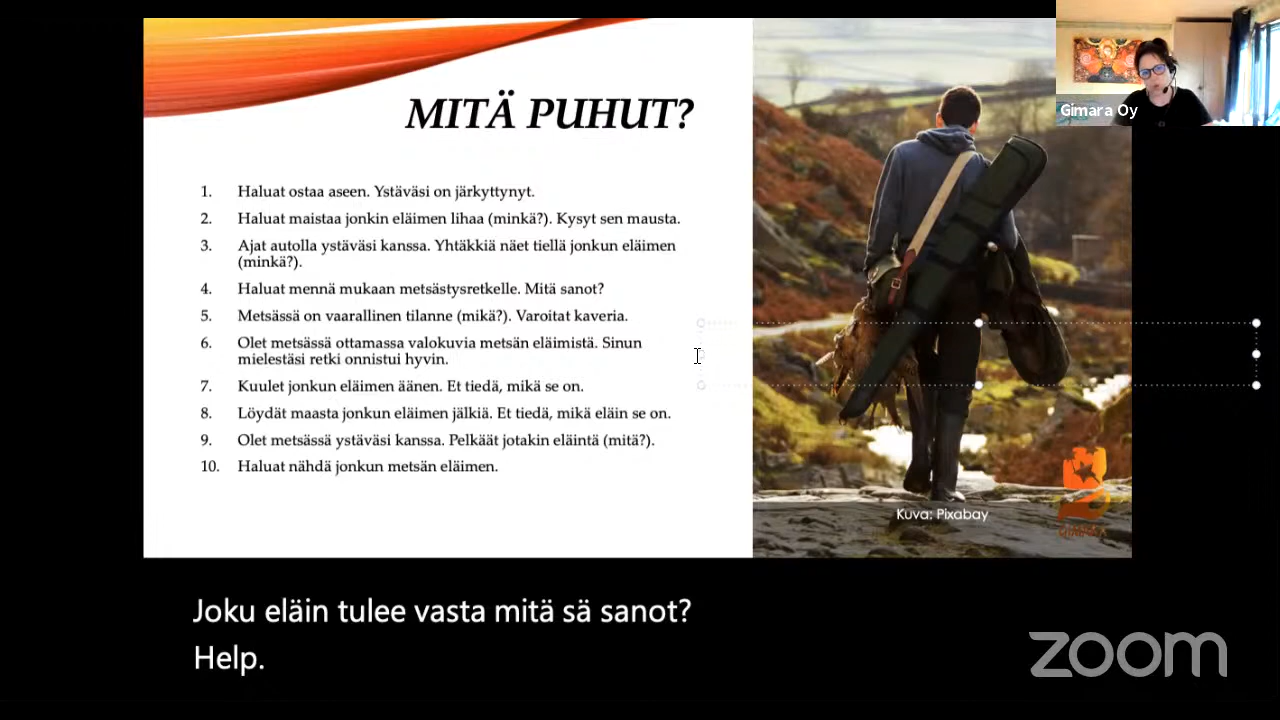 MITÄ PUHUT?
Gimara Oy
1. Haluat ostaa aseen. Ystäväsi on järkyttynyt.
2. Haluat maistaa jonkin eläimen lihaa (minkä?). Kysyt sen mausta.
3. Ajat autolla ystäväsi kanssa. Yhtäkkiä näet tiellä jonkun eläimen
(minkä?).
4. Haluat mennä mukaan metsästysretkelle. Mitä sanot?
5. Metsässä on vaarallinen tilanne (mikä?). Varoitat kaveria.
6. Olet metsässä ottamassa valokuvia metsän eläimistä. Sinun
mielestäsi retki onnistui hyvin.
7. Kuulet jonkun eläimen äänen. Et tiedä, mikä se on.
8. Löydät maasta jonkun eläimen jälkiä. Et tiedä, mikä eläin se on.
9. Olet metsässä ystäväsi kanssa. Pelkäät jotakin eläintä (mitä?).
10. Haluat nähdä jonkun metsän eläimen.
Kuva: Pixabay
Joku eläin tulee vasta mitä sä sanot?
Help.
zoom